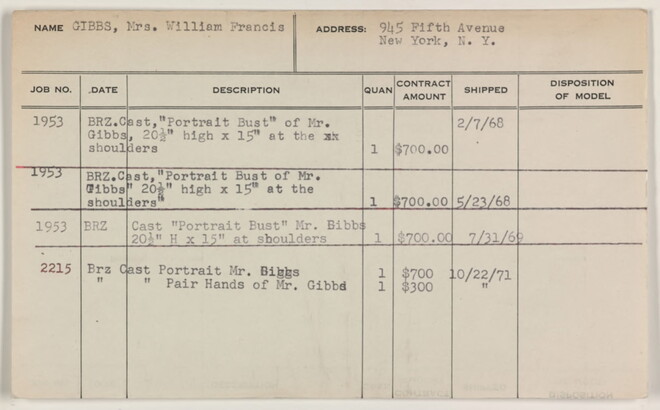 NAME GIBBS, Mrs. William Francis ADDRESS: 945 Fifth Avenue
New York, N. Y.
JOB NO. DATE DESCRIPTION QUAN CONTRACT AMOUNT SHIPPED DISPOSITION OF MODEL
1953 BRZ.Cast,"Portrait Bust" of Mr. 2/7/68
Gibbs, 20½" high x 15" at the xk
shoulders 1 $700.00
1953 BRZ.Cast,"Portrait Bust of Mr.
Gibbs" 20½" high x 15" at the
shoulders" 1 $700.00 5/23/68
1953 BRZ Cast "Portrait Bust" Mr. Bibbs
20½" H x 15" at shoulders 1 $700.00 7/31/69
2215 Brz Cast Portrait Mr. Gibbs 1 $700 10/22/71
" " Pair Hands of Mr. Gibbs 1 $300 "